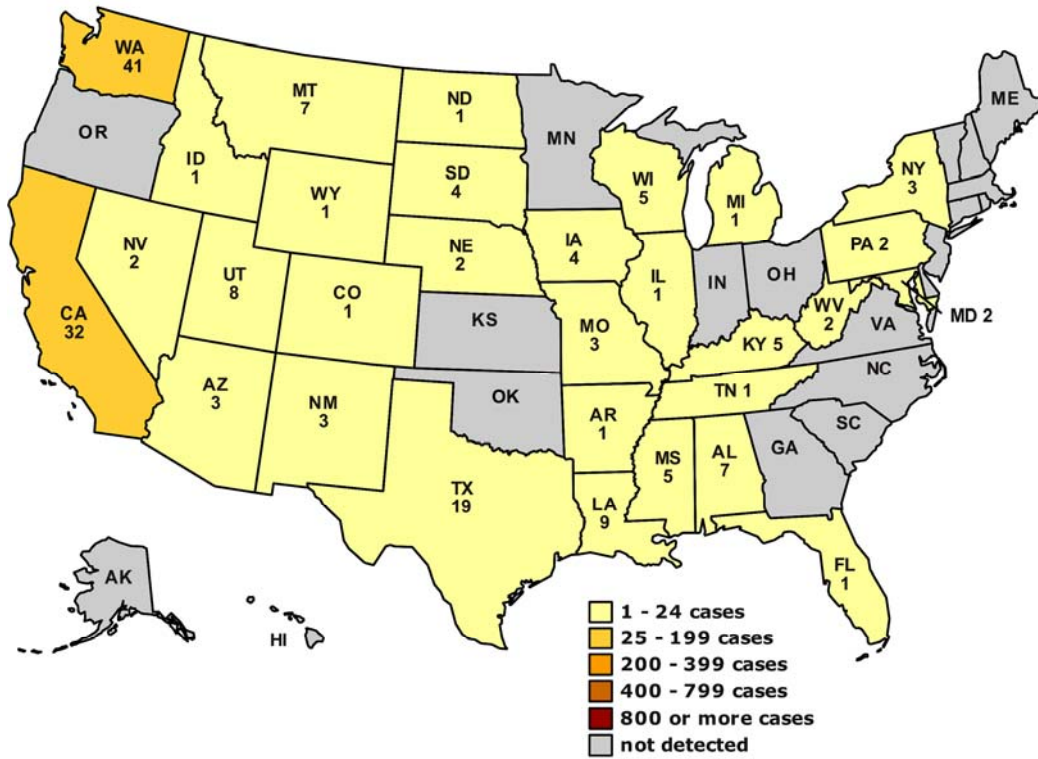 WA
41
MT
7
ND
1
ME
OR
MN
ID
1
SD
4
WI
5
NY
3
WY
1
MI
1
NV
2
NE
2
IA
4
PA 2
UT
8
CO
1
IL
1
IN
OH
CA
32
KS
MO
3
WV
2
VA
MD 2
KY 5
AZ
3
NM
3
OK
AR
1
TN 1
NC
SC
MS
5
AL
7
GA
TX
19
LA
9
FL
1
AK
HI
1 - 24 cases
25 - 199 cases
200 - 399 cases
400 - 799 cases
800 or more cases
not detected